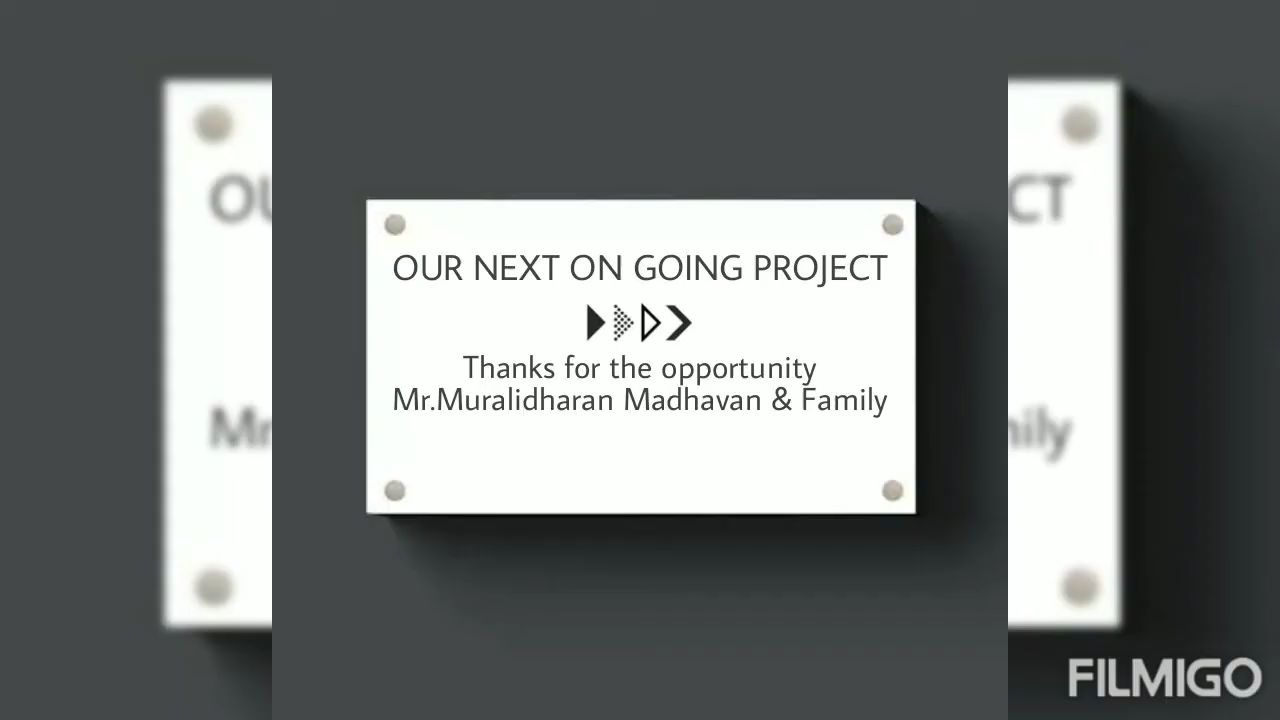 OUR NEXT ON GOING PROJECT
Thanks for the opportunity
Mr.Muralidharan Madhavan & Family
FILMIGO